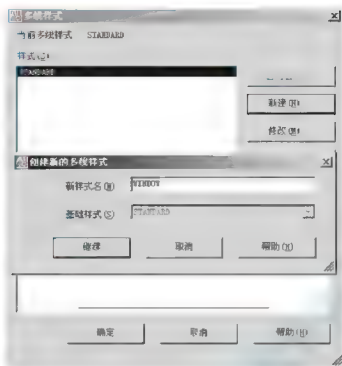 多线样式
当前多线样式 STANDARD
样式(S)
STANDARD
新建(N)
修改(M)
创建新的多线样式
新样式名(N) WINDOW
基础样式(S) STANDARD
继续 取消 帮助(H)
确定 取消 帮助(H)